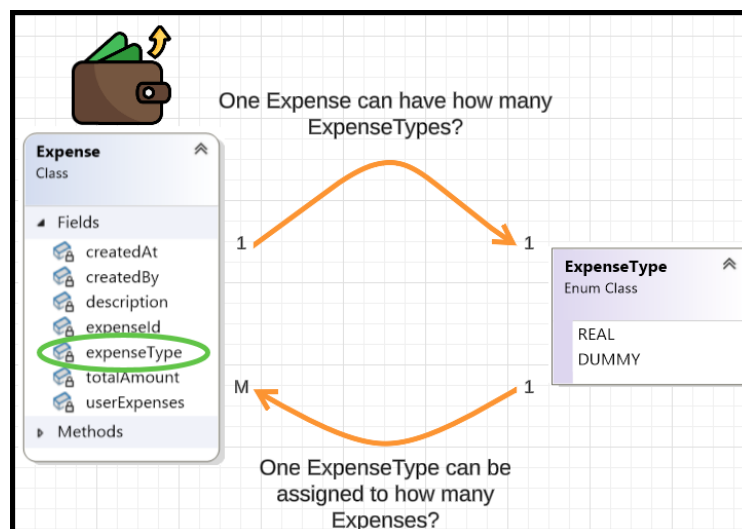 One Expense can have how many
ExpenseTypes?
Expense
Class
Fields
createdAt
createdBy
description
expenseId
expenseType
totalAmount
userExpenses
Methods
1
1
ExpenseType
Enum Class
REAL
DUMMY
M
1
One ExpenseType can be
assigned to how many
Expenses?